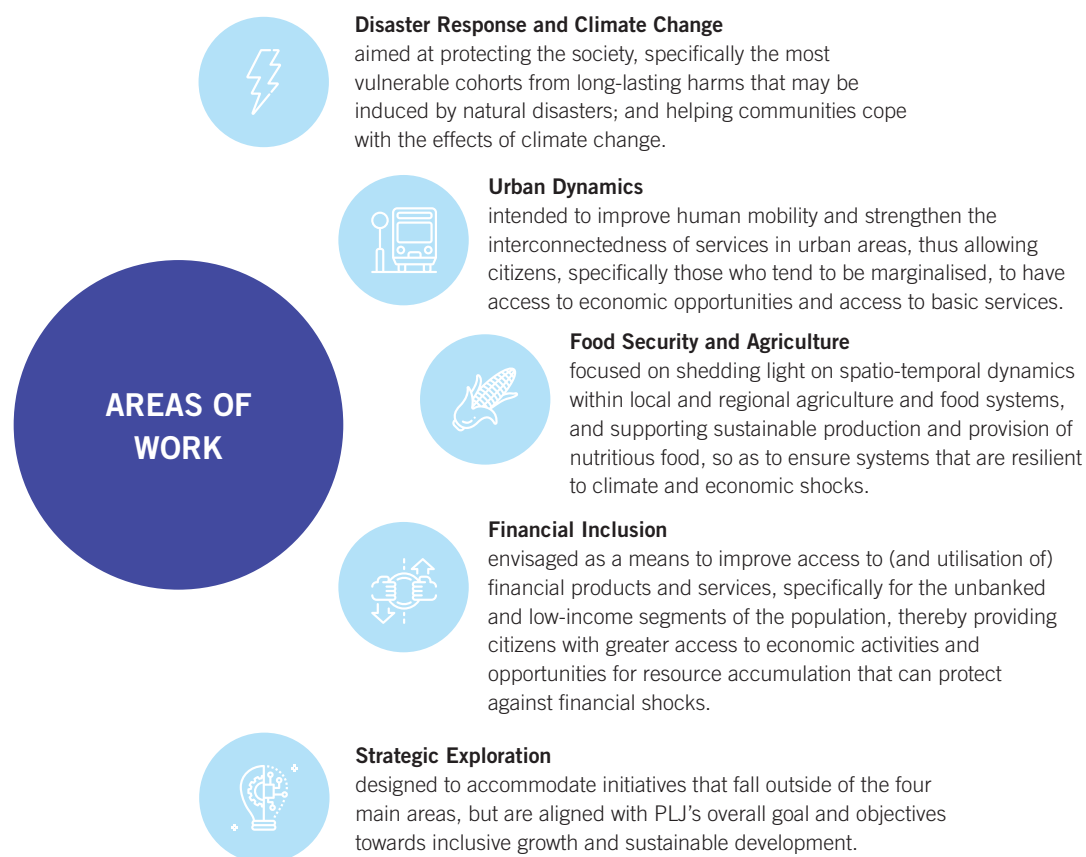 Disaster Response and Climate Change
aimed at protecting the society, specifically the most
vulnerable cohorts from long-lasting harms that may be
induced by natural disasters; and helping communities cope
with the effects of climate change.
Urban Dynamics
intended to improve human mobility and strengthen the
interconnectedness of services in urban areas, thus allowing
citizens, specifically those who tend to be marginalised, to have
access to economic opportunities and access to basic services.
AREAS OF
WORK
Food Security and Agriculture
focused on shedding light on spatio-temporal dynamics
within local and regional agriculture and food systems,
and supporting sustainable production and provision of
nutritious food, so as to ensure systems that are resilient
to climate and economic shocks.
Financial Inclusion
envisaged as a means to improve access to (and utilisation of)
financial products and services, specifically for the unbanked
and low-income segments of the population, thereby providing
citizens with greater access to economic activities and
opportunities for resource accumulation that can protect
against financial shocks.
Strategic Exploration
designed to accommodate initiatives that fall outside of the four
main areas, but are aligned with PLJ’s overall goal and objectives
towards inclusive growth and sustainable development.